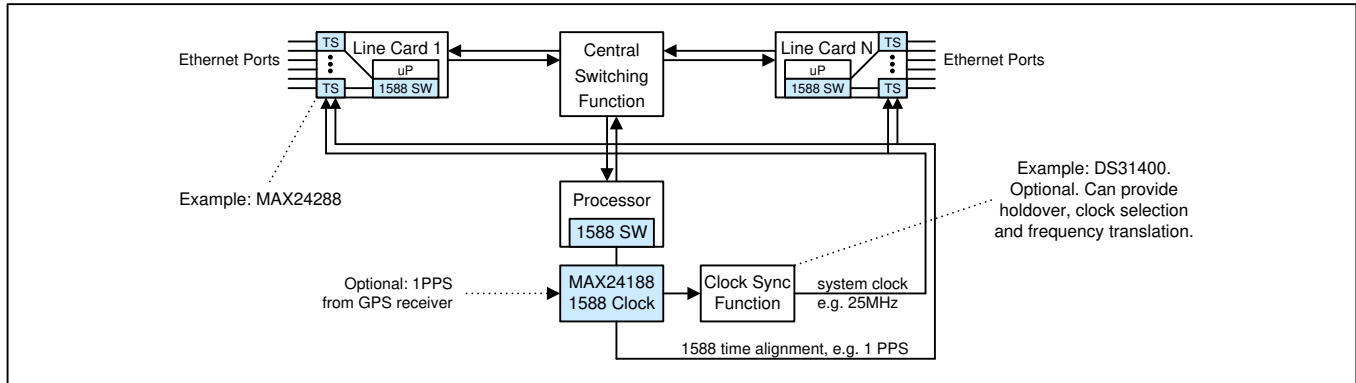 Ethernet Ports
TS
TS
Line Card 1
uP
1588 SW
Central
Switching
Function
Line Card N
uP
1588 SW
TS
TS
Ethernet Ports
Example: MAX24288
Processor
1588 SW
Example: DS31400.
Optional. Can provide
holdover, clock selection
and frequency translation.
Optional: 1PPS
from GPS receiver
MAX24188
1588 Clock
Clock Sync
Function
system clock
e.g. 25MHz
1588 time alignment, e.g. 1 PPS